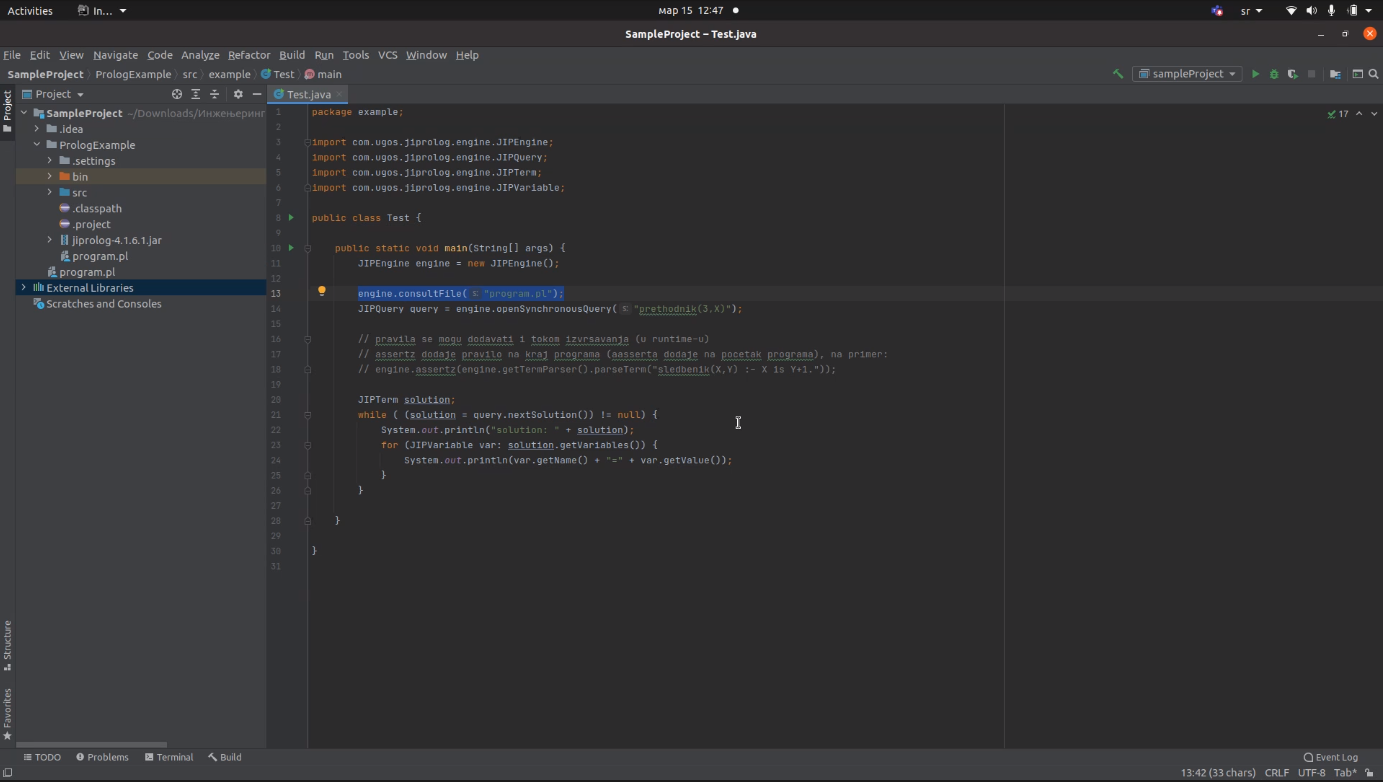 Activities
In...
мар 15 12:47
sr
SampleProject – Test.java
File Edit View Navigate Code Analyze Refactor Build Run Tools VCS Window Help
SampleProject PrologExample src example Test main
sampleProject
Project
Test.java
Project
SampleProject ~/Downloads/Инжењеринг
.idea
PrologExample
.settings
bin
src
.classpath
.project
jiprolog-4.1.6.1.jar
program.pl
program.pl
External Libraries
Scratches and Consoles
Structure
Favorites
17
1 package example;
2
3 import com.ugos.jiprolog.engine.JIPEngine;
4 import com.ugos.jiprolog.engine.JIPQuery;
5 import com.ugos.jiprolog.engine.JIPTerm;
6 import com.ugos.jiprolog.engine.JIPVariable;
7
8 public class Test {
9
10 public static void main(String[] args) {
11 JIPEngine engine = new JIPEngine();
12
13 engine.consultFile( s: "program.pl");
14 JIPQuery query = engine.openSynchronousQuery( s: "prethodnik(3,X)");
15
16 // pravila se mogu dodavati i tokom izvrsavanja (u runtime-u)
17 // assertz dodaje pravilo na kraj programa (aasserta dodaje na pocetak programa), na primer:
18 // engine.assertz(engine.getTermParser().parseTerm("sledbenik(X,Y) :- X is Y+1."));
19
20 JIPTerm solution;
21 while ( (solution = query.nextSolution()) != null) {
22 System.out.println("solution: " + solution);
23 for (JIPVariable var: solution.getVariables()) {
24 System.out.println(var.getName() + "=" + var.getValue());
25 }
26 }
27
28 }
29
30 }
31
TODO Problems Terminal Build
Event Log
13:42 (33 chars) CRLF UTF-8 Tab*